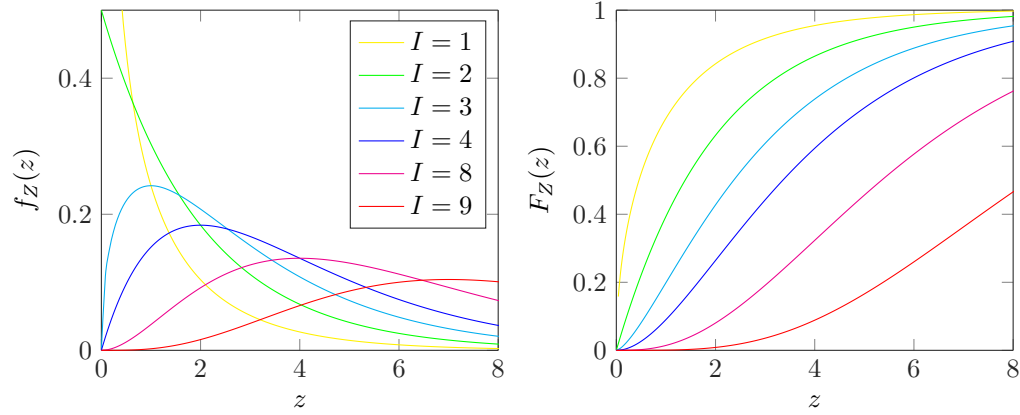 0.4
0.2
0
0 2 4 6 8
z
f_Z(z)
I = 1
I = 2
I = 3
I = 4
I = 8
I = 9
1
0.8
0.6
0.4
0.2
0
0 2 4 6 8
z
F_Z(z)